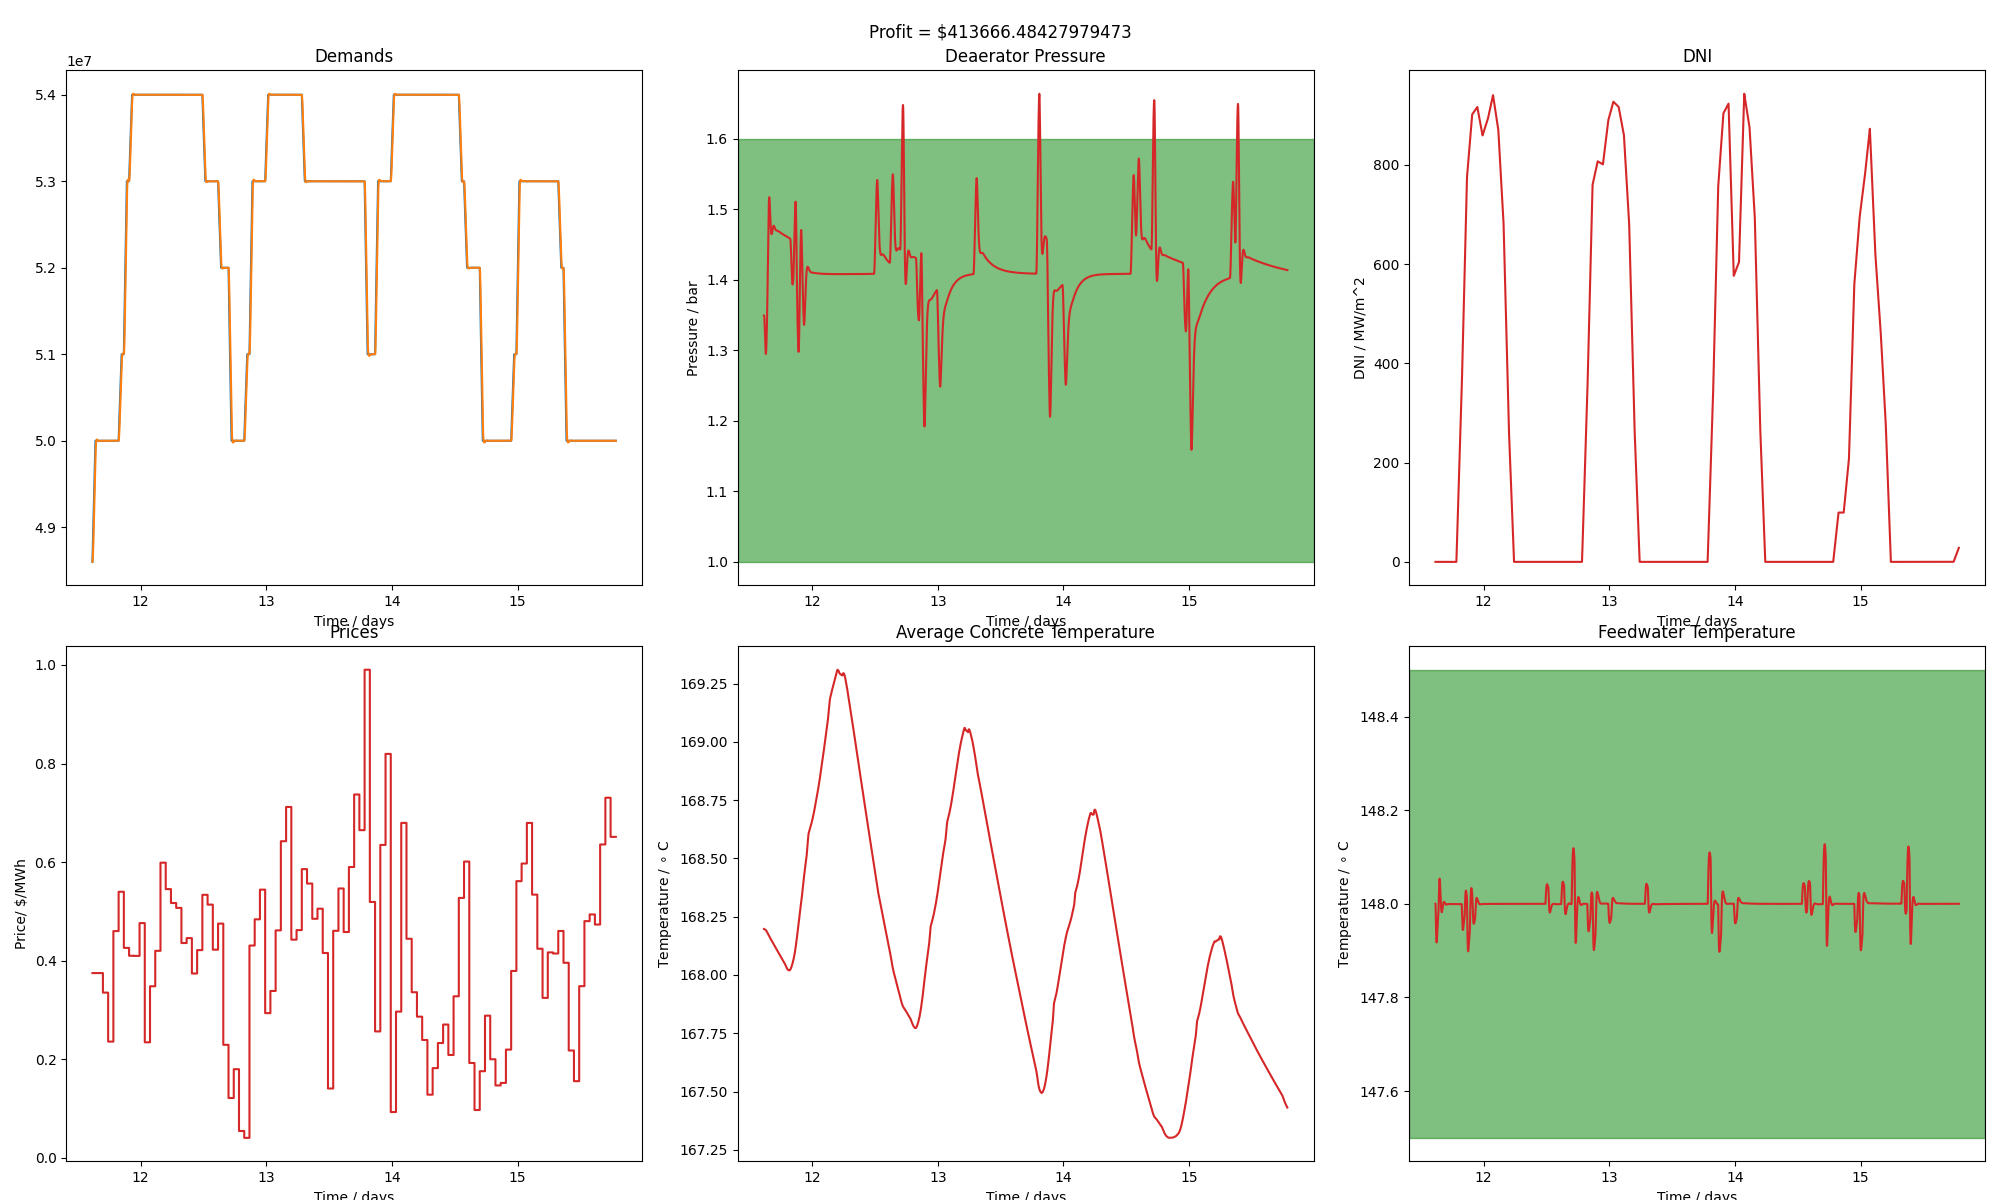 Profit = $413666.48427979473
Demands
1e7
5.4
5.3
5.2
5.1
5.0
4.9
12 13 14 15
Time / days
Deaerator Pressure
Pressure / bar
1.6
1.5
1.4
1.3
1.2
1.1
1.0
12 13 14 15
Time / days
DNI
DNI / MW/m^2
800
600
400
200
0
12 13 14 15
Time / days
Prices
Price/ $/MWh
1.0
0.8
0.6
0.4
0.2
0.0
12 13 14 15
Time / days
Average Concrete Temperature
Temperature / ∘ C
169.25
169.00
168.75
168.50
168.25
168.00
167.75
167.50
167.25
12 13 14 15
Time / days
Feedwater Temperature
Temperature / ∘ C
148.4
148.2
148.0
147.8
147.6
12 13 14 15
Time / days